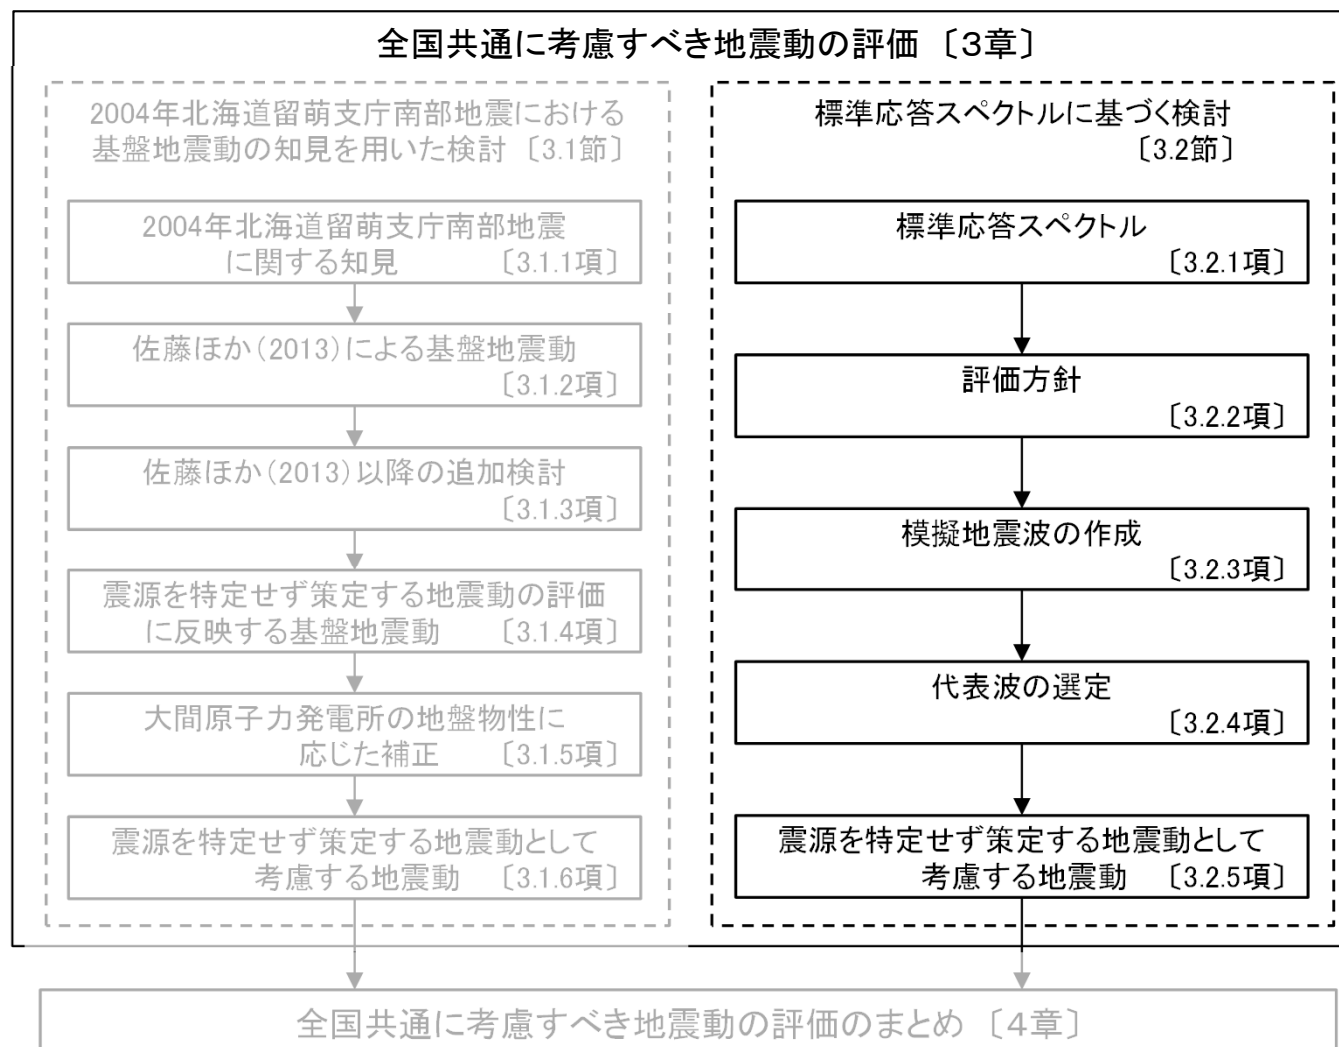 全国共通に考慮すべき地震動の評価 〔3章〕
2004年北海道留萌支庁南部地震における
基盤地震動の知見を用いた検討 〔3.1節〕
2004年北海道留萌支庁南部地震
に関する知見 〔3.1.1項〕
佐藤ほか(2013)による基盤地震動
〔3.1.2項〕
佐藤ほか(2013)以降の追加検討
〔3.1.3項〕
震源を特定せず策定する地震動の評価
に反映する基盤地震動 〔3.1.4項〕
大間原子力発電所の地盤物性に
応じた補正 〔3.1.5項〕
震源を特定せず策定する地震動として
考慮する地震動 〔3.1.6項〕
標準応答スペクトルに基づく検討
〔3.2節〕
標準応答スペクトル
〔3.2.1項〕
評価方針
〔3.2.2項〕
模擬地震波の作成
〔3.2.3項〕
代表波の選定
〔3.2.4項〕
震源を特定せず策定する地震動として
考慮する地震動 〔3.2.5項〕
全国共通に考慮すべき地震動の評価のまとめ 〔4章〕